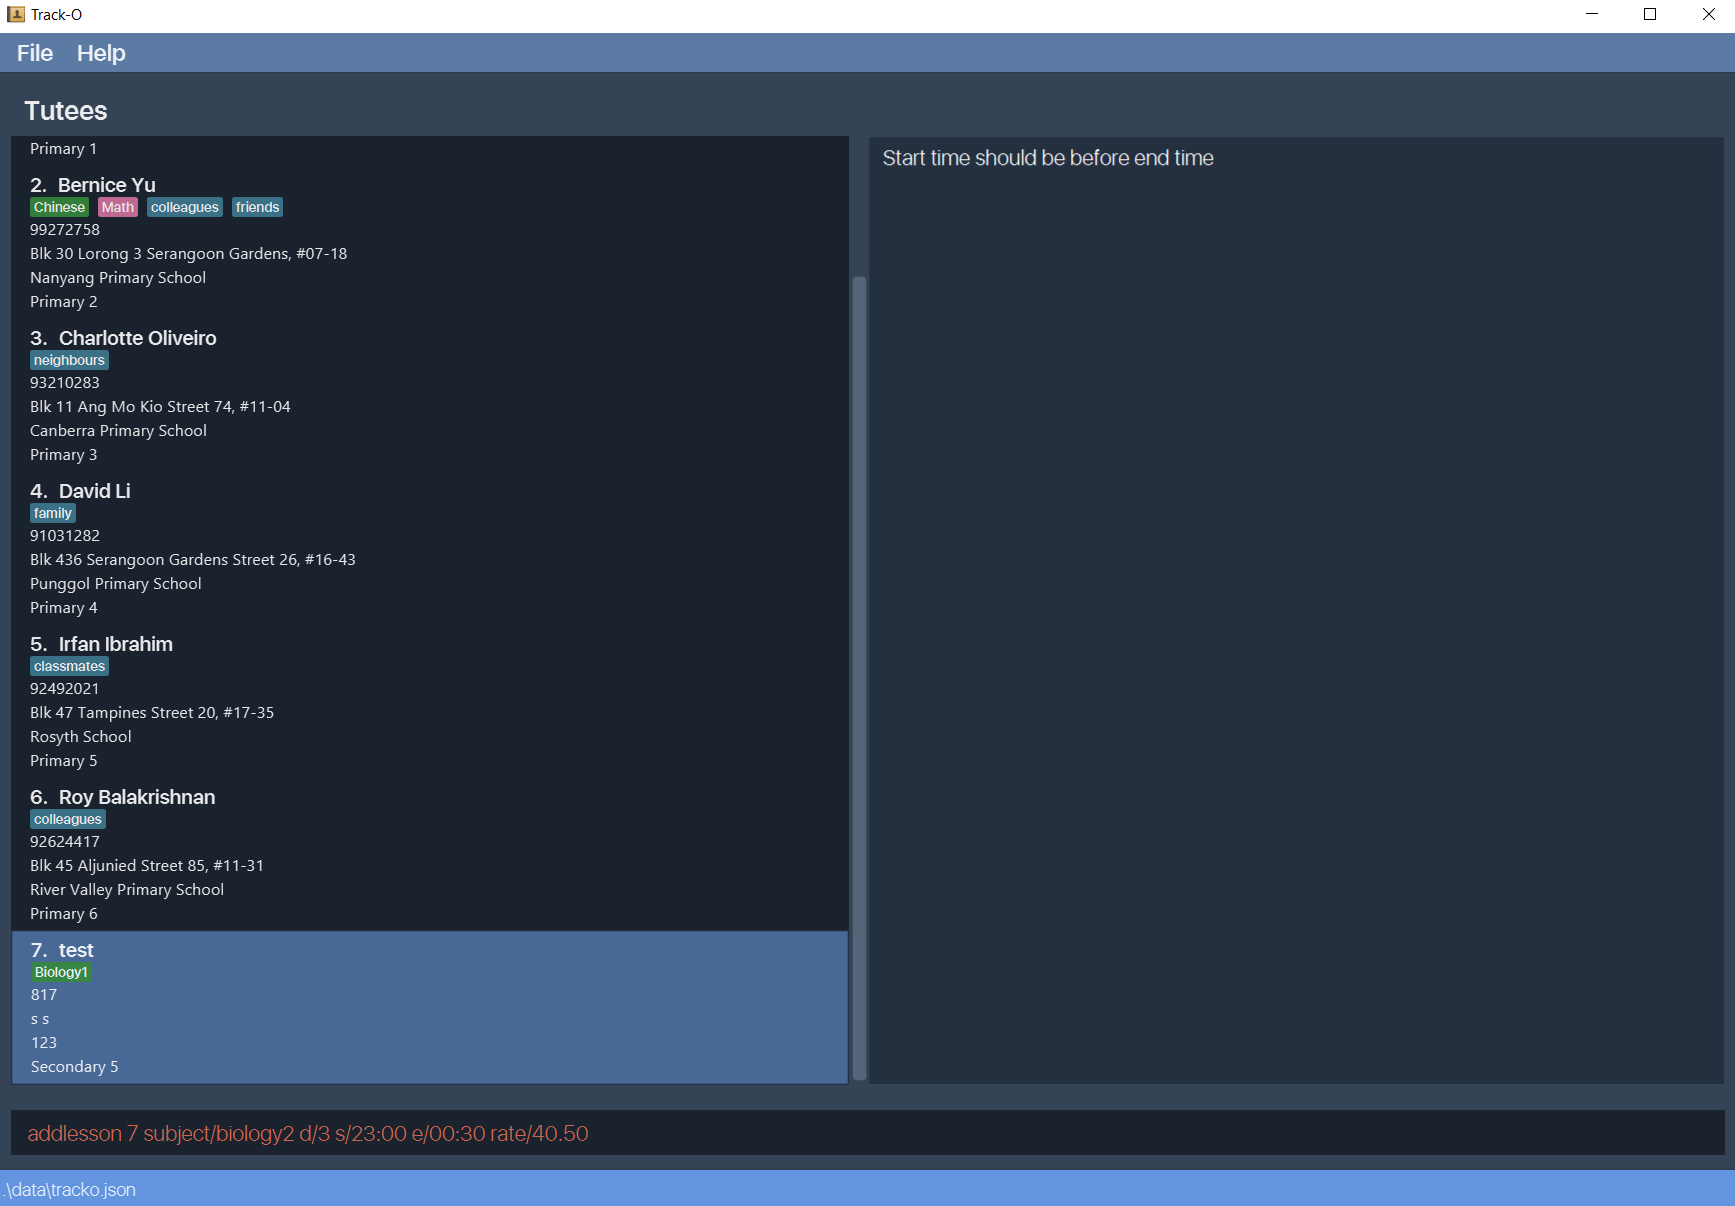 Track-O
File Help
Tutees
Primary 1
2. Bernice Yu
Chinese Math colleagues friends
99272758
Blk 30 Lorong 3 Serangoon Gardens, #07-18
Nanyang Primary School
Primary 2
3. Charlotte Oliveiro
neighbours
93210283
Blk 11 Ang Mo Kio Street 74, #11-04
Canberra Primary School
Primary 3
4. David Li
family
91031282
Blk 436 Serangoon Gardens Street 26, #16-43
Punggol Primary School
Primary 4
5. Irfan Ibrahim
classmates
92492021
Blk 47 Tampines Street 20, #17-35
Rosyth School
Primary 5
6. Roy Balakrishnan
colleagues
92624417
Blk 45 Aljunied Street 85, #11-31
River Valley Primary School
Primary 6
7. test
Biology1
817
s s
123
Secondary 5
Start time should be before end time
addlesson 7 subject/biology2 d/3 s/23:00 e/00:30 rate/40.50
.\data\tracko.json